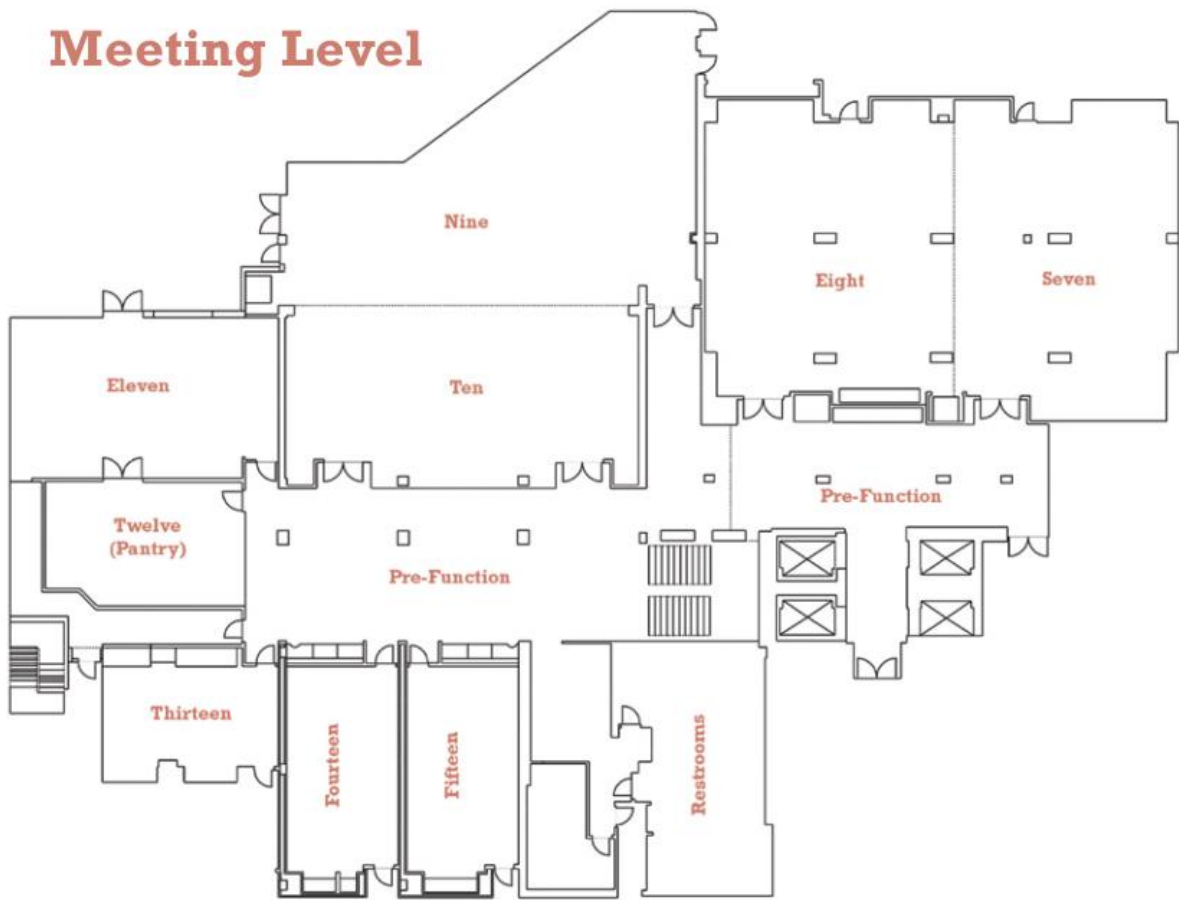 Meeting Level
Nine
Eight
Seven
Eleven
Ten
Pre-Function
Twelve
(Pantry)
Pre-Function
Thirteen
Fourteen
Fifteen
Restrooms